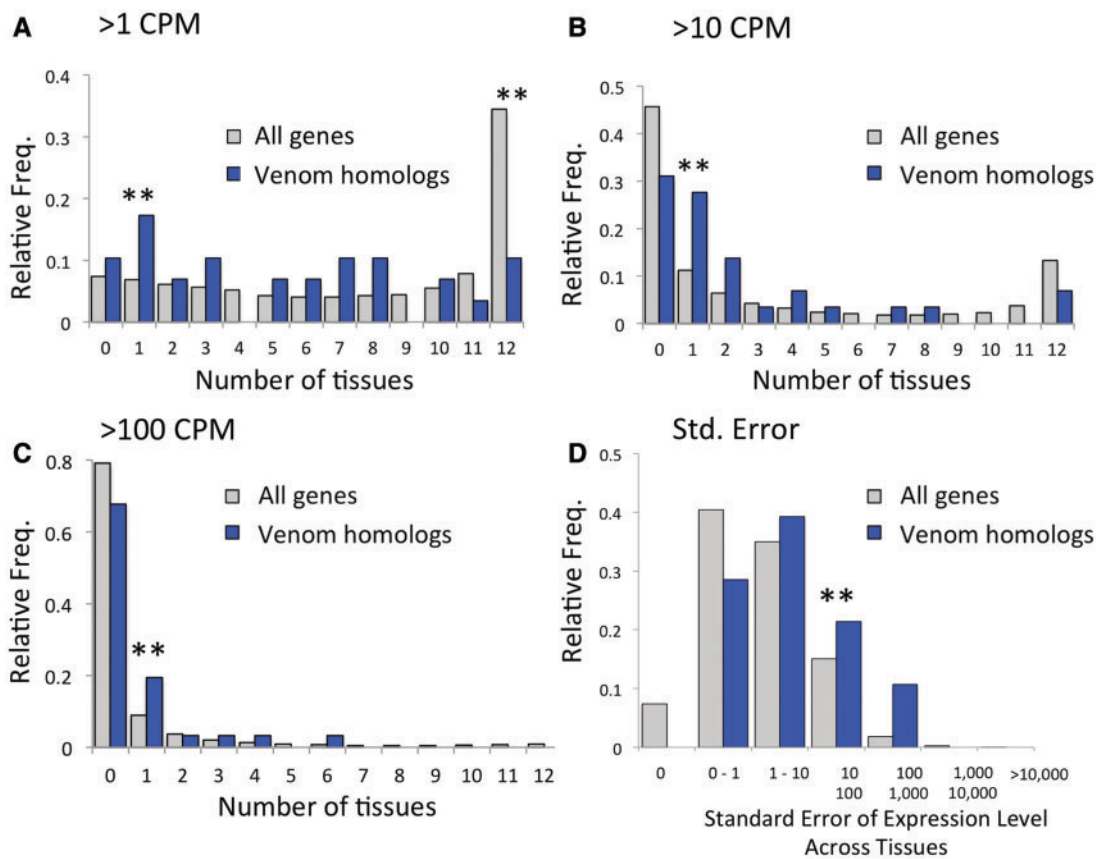 A >1 CPM
0.4
0.3
0.2
0.1
0
Relative Freq.
All genes
Venom homologs
**
**
0 1 2 3 4 5 6 7 8 9 10 11 12
Number of tissues
B >10 CPM
0.5
0.4
0.3
0.2
0.1
0
Relative Freq.
All genes
Venom homologs
**
0 1 2 3 4 5 6 7 8 9 10 11 12
Number of tissues
C >100 CPM
0.8
0.6
0.4
0.2
0
Relative Freq.
All genes
Venom homologs
**
0 1 2 3 4 5 6 7 8 9 10 11 12
Number of tissues
D Std. Error
0.5
0.4
0.3
0.2
0.1
0
Relative Freq.
All genes
Venom homologs
**
0 0 - 1 1 - 10 10 100 1,000 >10,000
100 1,000 10,000
Standard Error of Expression Level
Across Tissues